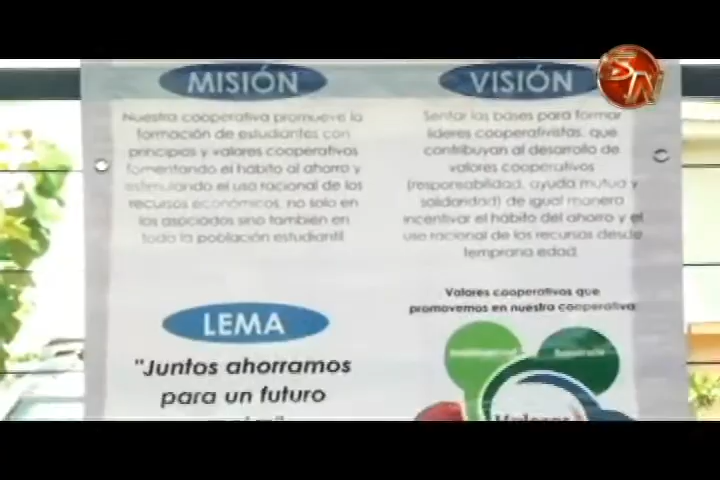 MISIÓN
Nuestra cooperativa promueve la
formación de estudiantes con
principios y valores cooperativos
fomentando el hábito al ahorro y
estimulando el uso racional de los
recursos económicos, no solo en
los asociados sino también en
toda la población estudiantil
VISIÓN
Sentar las bases para formar
líderes cooperativistas, que
contribuyan al desarrollo de
valores cooperativos
(responsabilidad, ayuda mutua y
solidaridad) de igual manera
incentivar el hábito del ahorro y el
uso racional de los recursos desde
temprana edad.
LEMA
"Juntos ahorramos
para un futuro
Valores cooperativos que
promovemos en nuestra cooperativa
Valores
SN